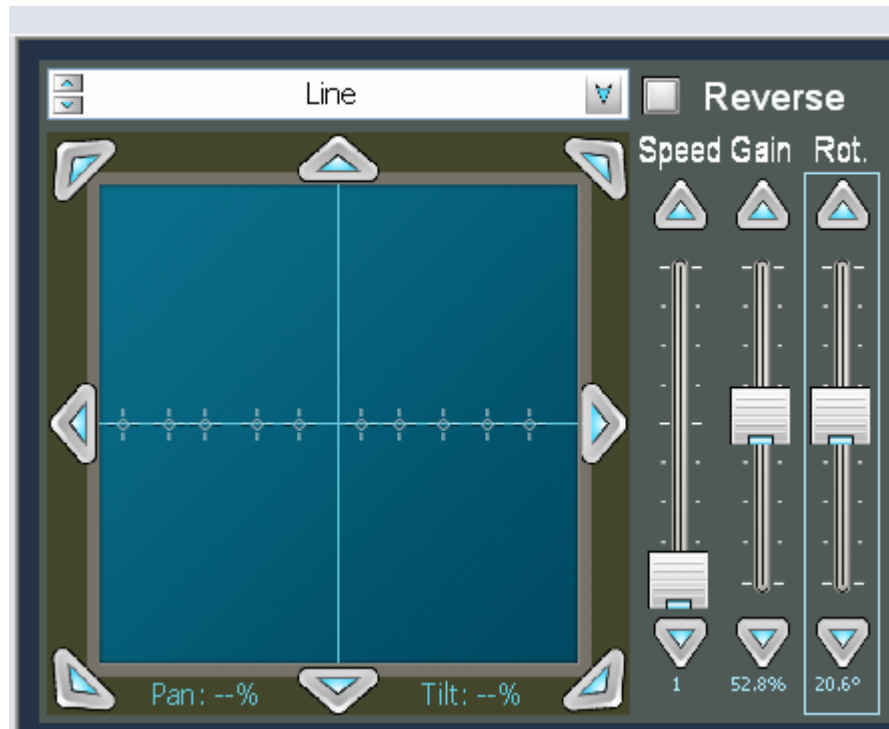 Line
Reverse
Speed Gain Rot.
Pan: --% Tilt: --%
1 52.8% 20.6°